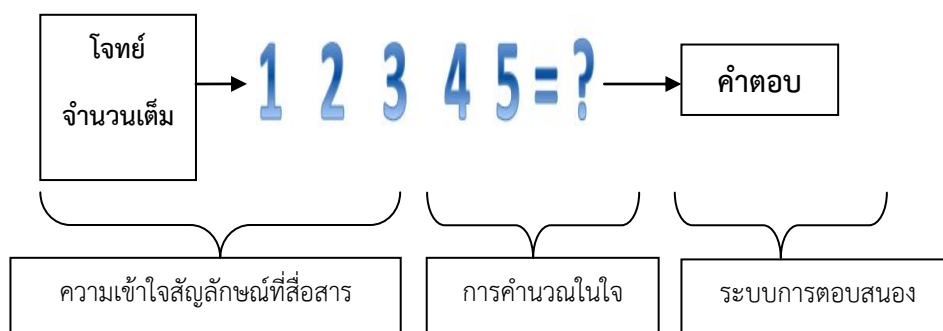 โจทย์
จำนวนเต็ม
1 2 3 4 5 = ?
คำตอบ
ความเข้าใจสัญลักษณ์ที่สื่อสาร
การคำนวณในใจ
ระบบการตอบสนอง